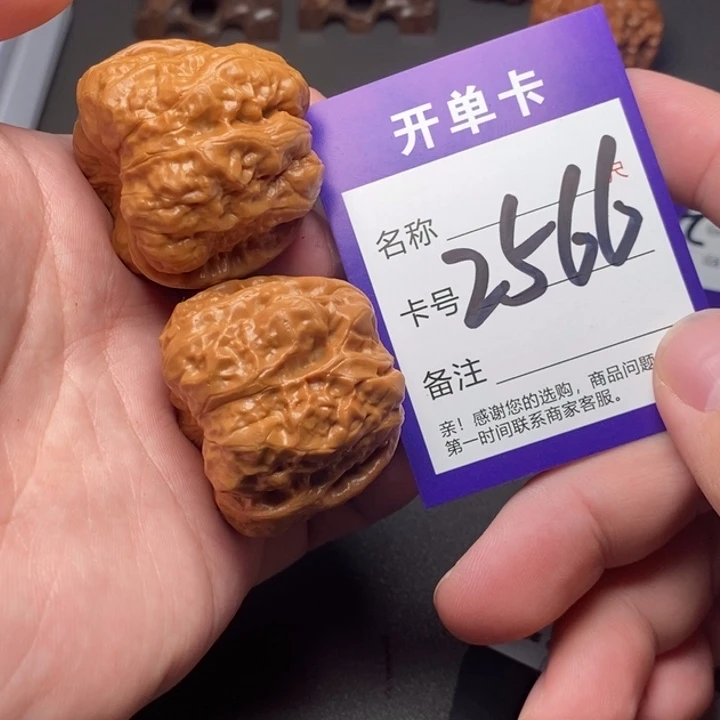 开单卡
名称
尺
卡号 2566
备注
亲！感谢您的选购，商品问题
第一时间联系商家客服。